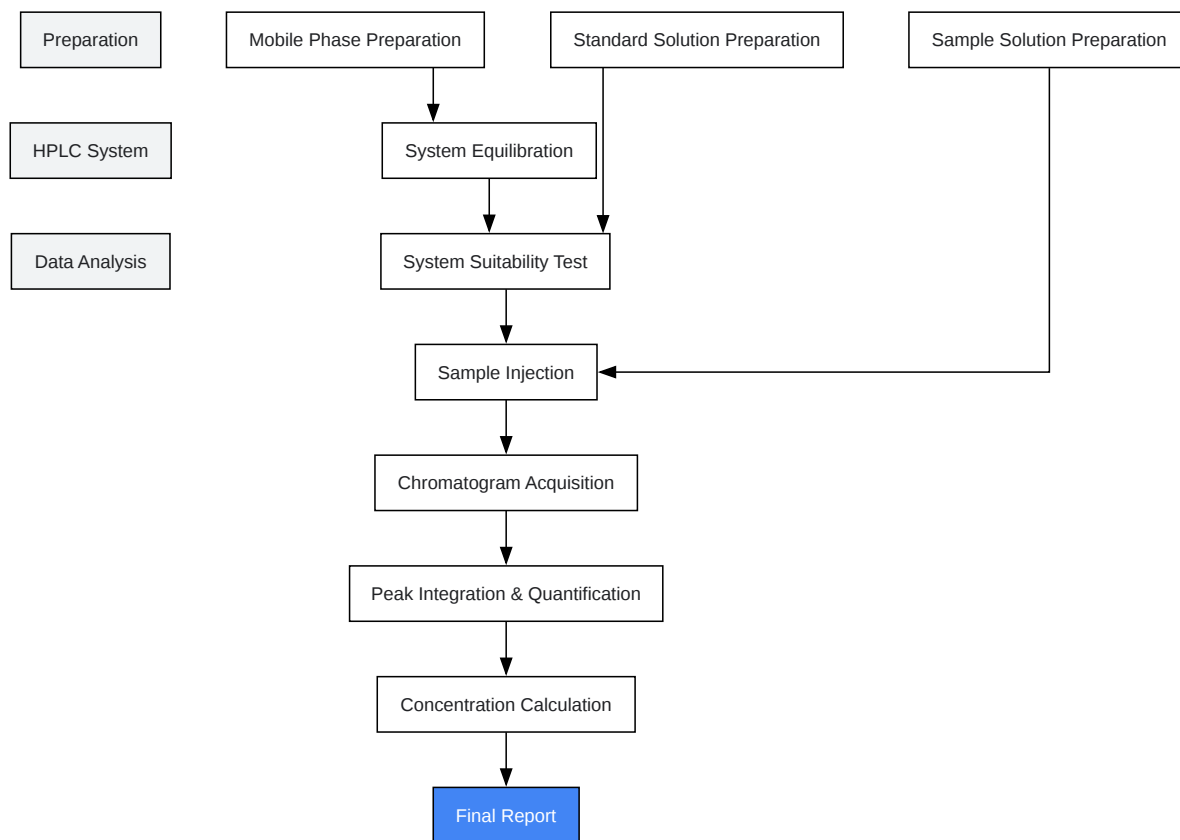 Preparation
Mobile Phase Preparation
Standard Solution Preparation
Sample Solution Preparation
HPLC System
System Equilibration
Data Analysis
System Suitability Test
Sample Injection
Chromatogram Acquisition
Peak Integration & Quantification
Concentration Calculation
Final Report